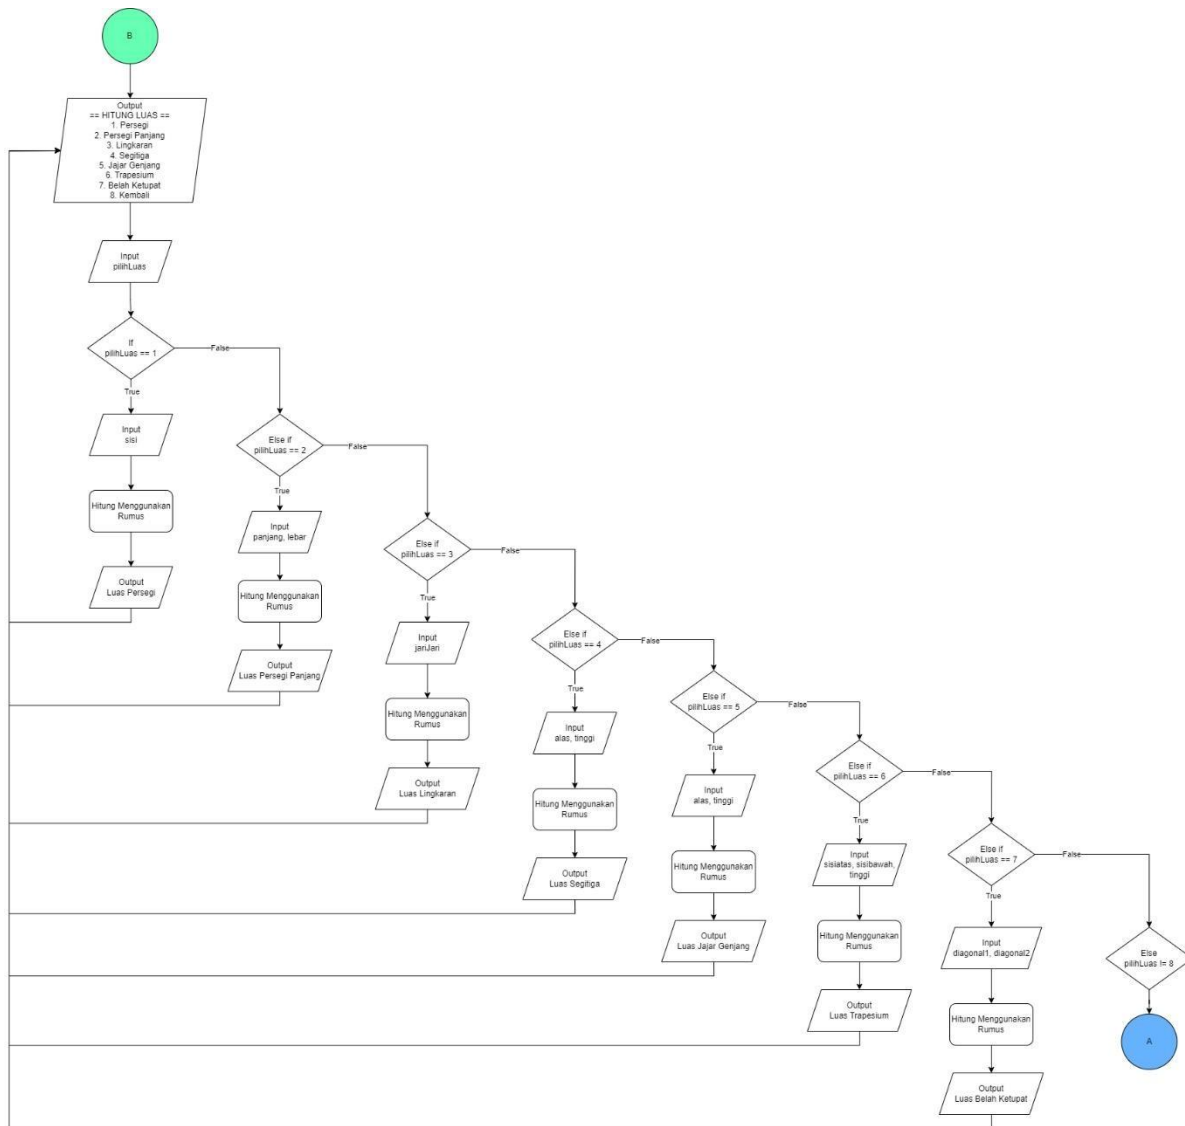 B
Output
== HITUNG LUAS ==
1. Persegi
2. Persegi Panjang
3. Lingkaran
4. Segitiga
5. Jajar Genjang
6. Trapesium
7. Belah Ketupat
8. Kembali
Input
pilihLuas
If
pilihLuas == 1
False
True
Input
sisi
Hitung Menggunakan
Rumus
Output
Luas Persegi
Else if
pilihLuas == 2
False
True
Input
panjang, lebar
Hitung Menggunakan
Rumus
Output
Luas Persegi Panjang
Else if
pilihLuas == 3
False
True
Input
jariJari
Hitung Menggunakan
Rumus
Output
Luas Lingkaran
Else if
pilihLuas == 4
False
True
Input
alas, tinggi
Hitung Menggunakan
Rumus
Output
Luas Segitiga
Else if
pilihLuas == 5
False
True
Input
alas, tinggi
Hitung Menggunakan
Rumus
Output
Luas Jajar Genjang
Else if
pilihLuas == 6
False
True
Input
sisiatas, sisibawah,
tinggi
Hitung Menggunakan
Rumus
Output
Luas Trapesium
Else if
pilihLuas == 7
False
True
Input
diagonal1, diagonal2
Hitung Menggunakan
Rumus
Output
Luas Belah Ketupat
Else
pilihLuas != 8
A